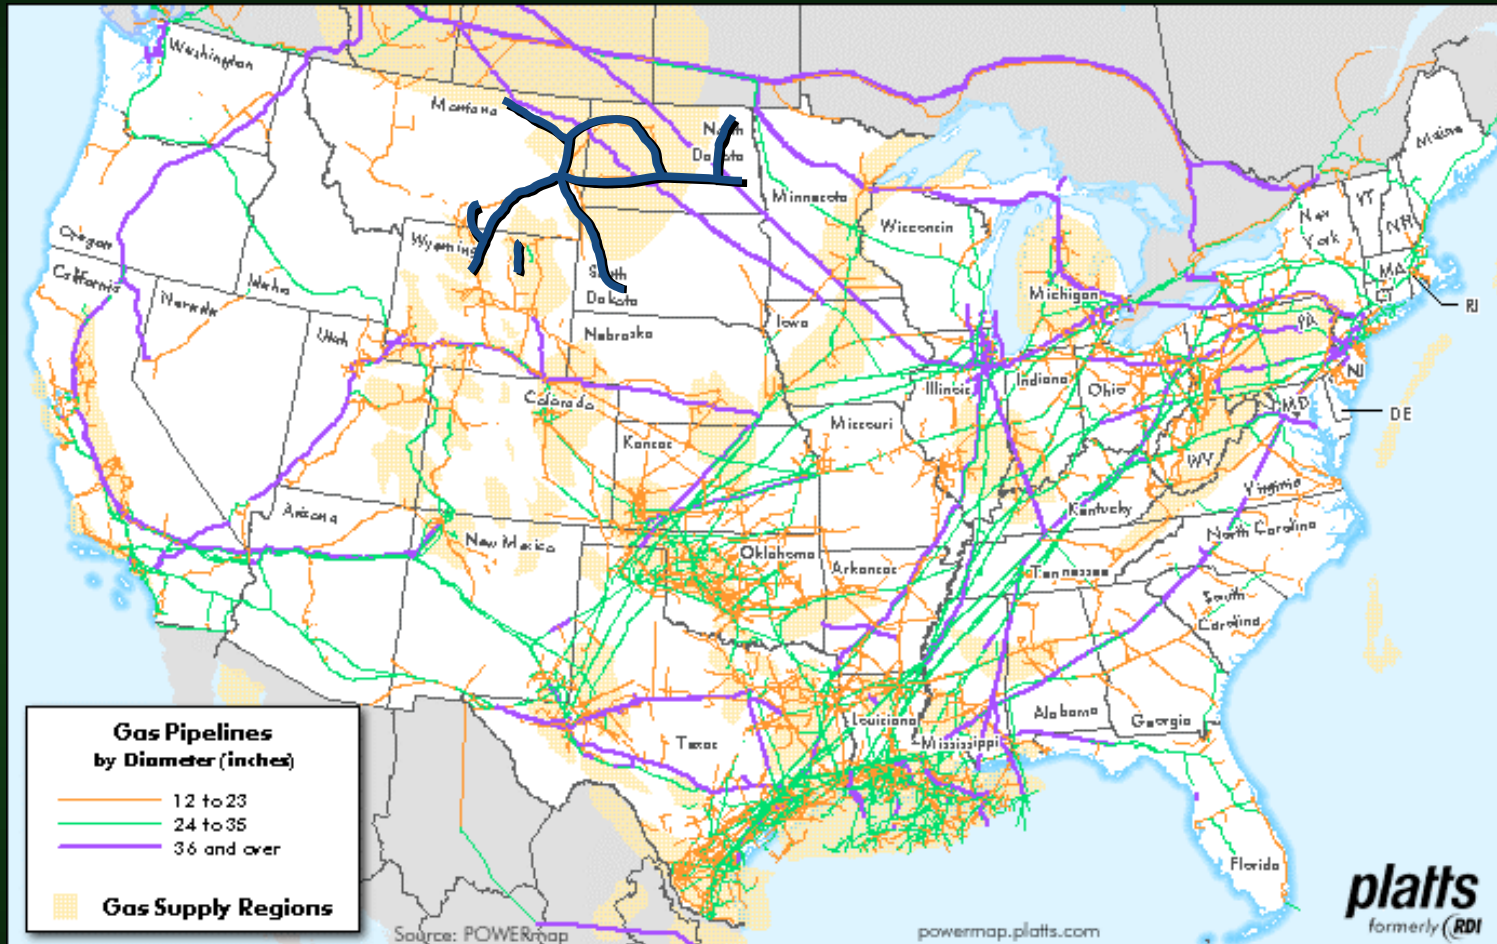 Washington
Montana
North
Dakota
Minnesota
Maine
VT
NH
New
York
Wisconsin
Oregon
Wyoming
California
Idaho
Nevada
South
Dakota
MA
CT
RI
Michigan
Iowa
PA
Utah
Nebraska
NJ
Illinois
Indiana
Ohio
Colorado
MD
DE
Missouri
Kansas
WV
Virginia
Kentucky
Arizona
North Carolina
New Mexico
Oklahoma
Arkansas
Tennessee
South
Carolina
Alabama
Georgia
Louisiana
Mississippi
Texas
Florida
Gas Pipelines
by Diameter (inches)
12 to 23
24 to 35
36 and over
Gas Supply Regions
Source: POWERmap
powermap.platts.com
platts
formerly RDI